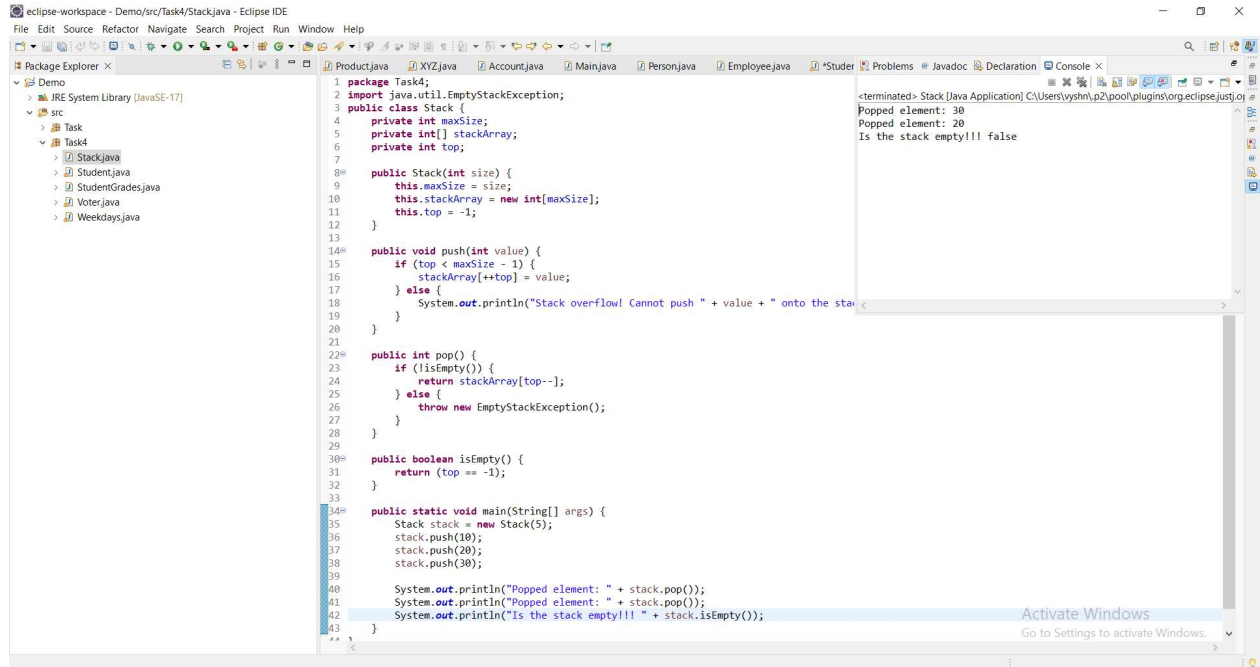 eclipse-workspace - Demo/src/Task4/Stack.java - Eclipse IDE
File Edit Source Refactor Navigate Search Project Run Window Help
Package Explorer
Demo
JRE System Library [JavaSE-17]
src
Task
Task4
Stack.java
Student.java
StudentGrades.java
Voter.java
Weekdays.java
Product.java XYZ.java Account.java Main.java Person.java Employee.java *Studer
1 package Task4;
2 import java.util.EmptyStackException;
3 public class Stack {
4 private int maxSize;
5 private int[] stackArray;
6 private int top;
7
8 public Stack(int size) {
9 this.maxSize = size;
10 this.stackArray = new int[maxSize];
11 this.top = -1;
12 }
13
14 public void push(int value) {
15 if (top < maxSize - 1) {
16 stackArray[++top] = value;
17 } else {
18 System.out.println("Stack overflow! Cannot push " + value + " onto the sta
19 }
20 }
21
22 public int pop() {
23 if (!isEmpty()) {
24 return stackArray[top--];
25 } else {
26 throw new EmptyStackException();
27 }
28 }
29
30 public boolean isEmpty() {
31 return (top == -1);
32 }
33
34 public static void main(String[] args) {
35 Stack stack = new Stack(5);
36 stack.push(10);
37 stack.push(20);
38 stack.push(30);
39
40 System.out.println("Popped element: " + stack.pop());
41 System.out.println("Popped element: " + stack.pop());
42 System.out.println("Is the stack empty!!! " + stack.isEmpty());
43 }
44 }
Problems Javadoc Declaration Console
<terminated> Stack [Java Application] C:\Users\vyshn\.p2\pool\plugins\org.eclipse.justj.o
Popped element: 30
Popped element: 20
Is the stack empty!!! false
Activate Windows
Go to Settings to activate Windows.